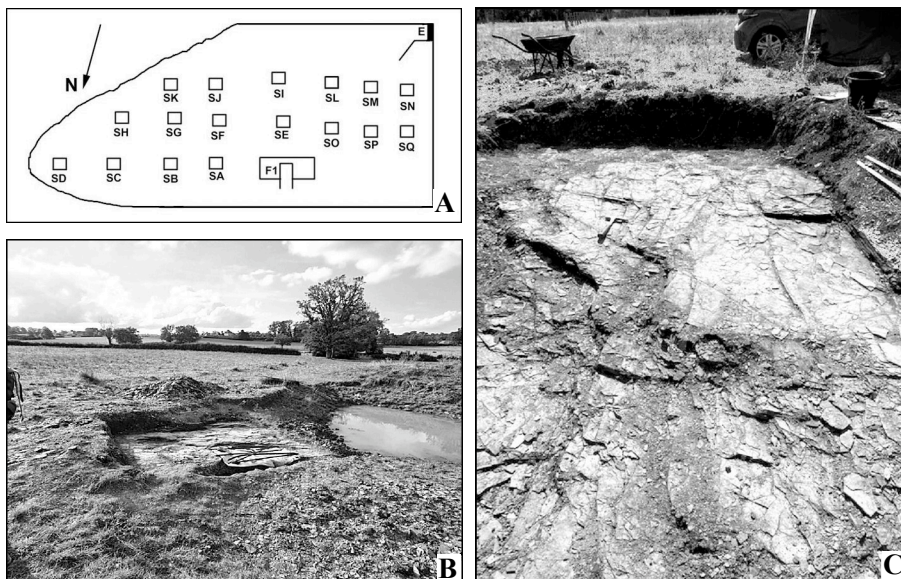 E
N
SK SJ SI SL SM SN
SH SG SF SE SO SP SQ
SD SC SB SA F1
A
B
C